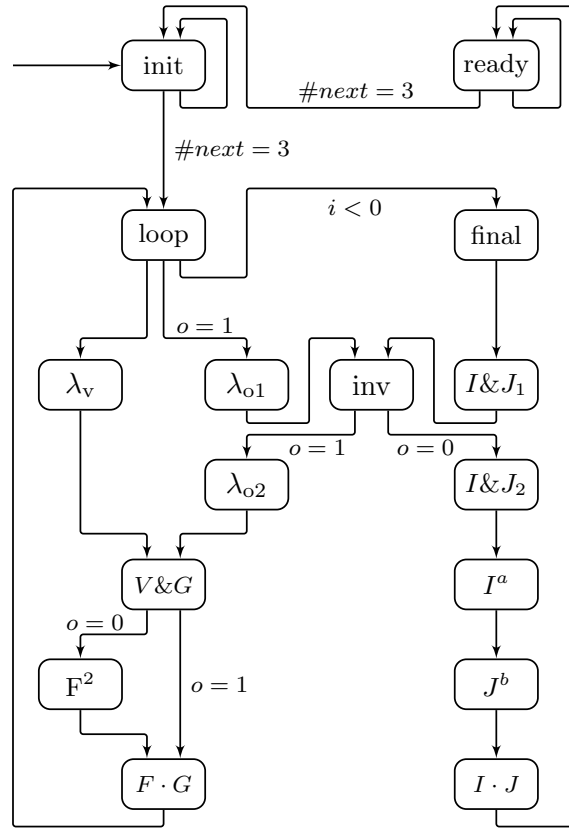 init
ready
#next = 3
#next = 3
loop
i < 0
final
o = 1
λv
λo1
inv
I&J1
o = 1
o = 0
λo2
I&J2
V&G
I^a
o = 0
F²
o = 1
J^b
F · G
I · J